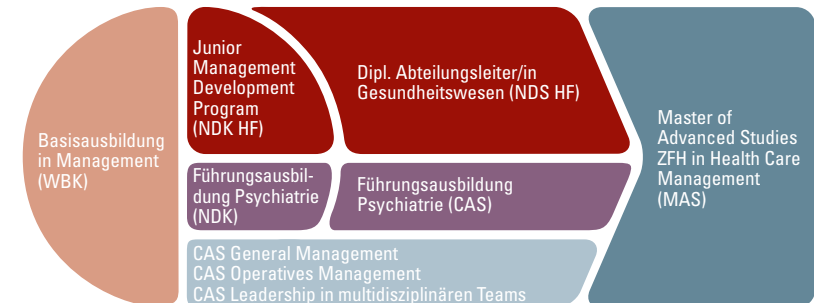 Basisausbildung
in Management
(WBK)
Junior
Management
Development
Program
(NDK HF)
Dipl. Abteilungsleiter/in
Gesundheitswesen (NDS HF)
Führungsausbil-
dung Psychiatrie
(NDK)
Führungsausbildung
Psychiatrie (CAS)
CAS General Management
CAS Operatives Management
CAS Leadership in multidisziplinären Teams
Master of
Advanced Studies
ZFH in Health Care
Management
(MAS)